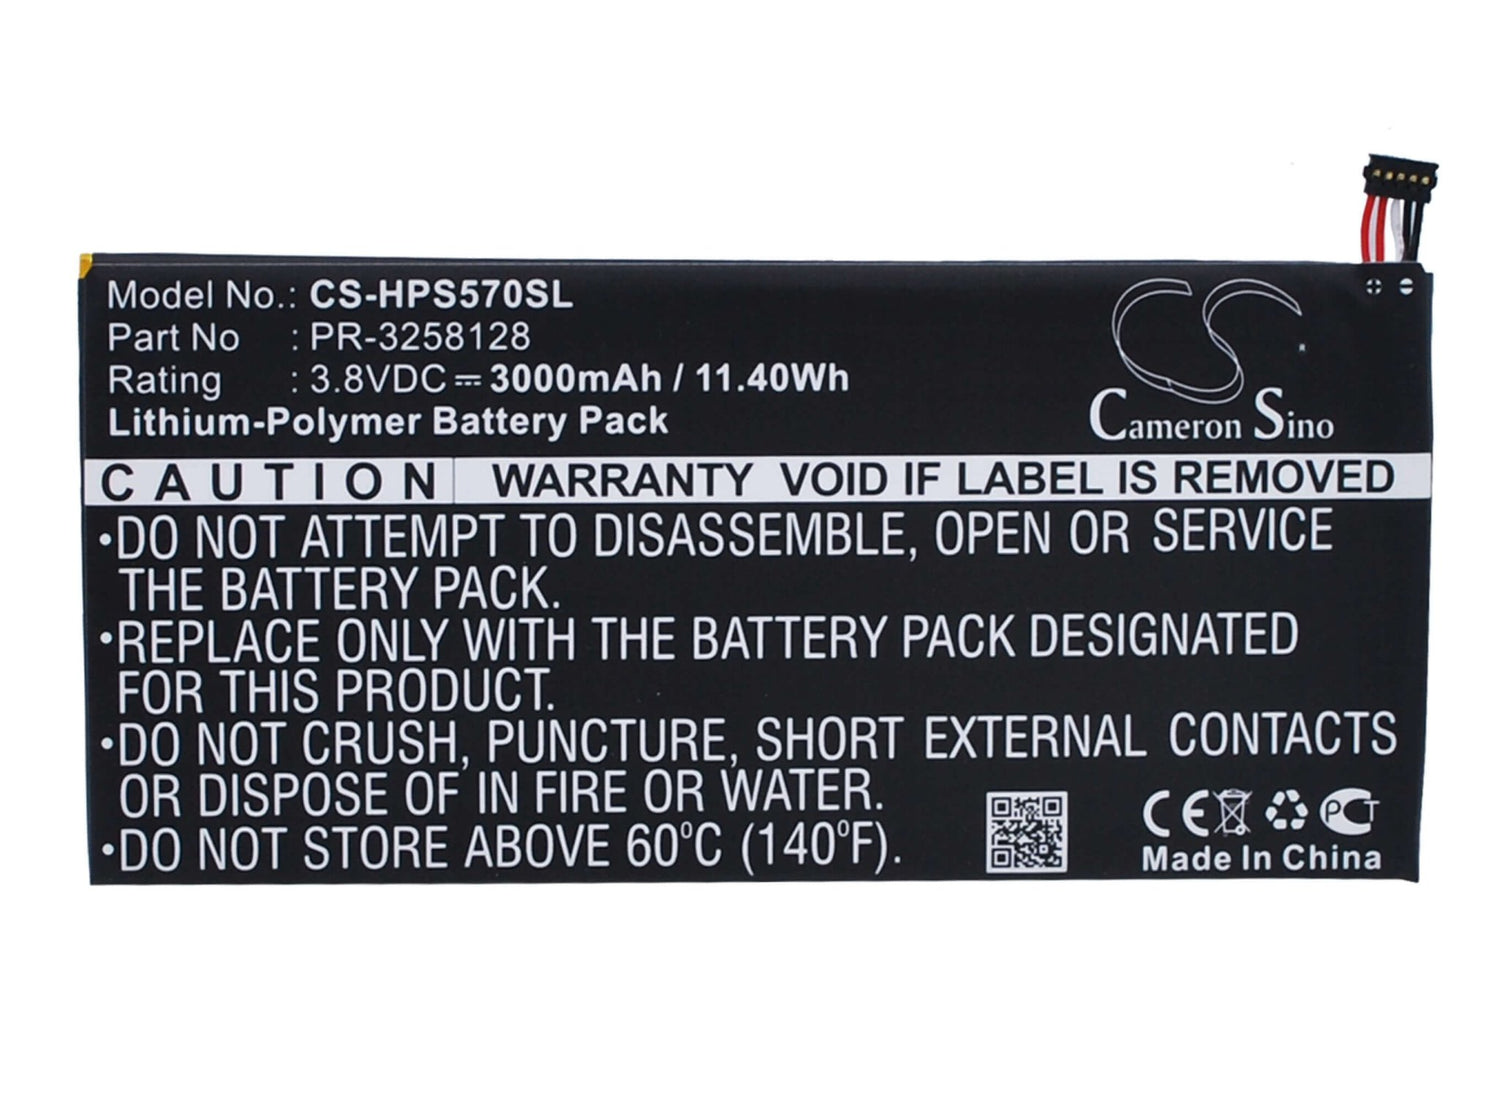 Model No.: CS-HPS570SL
Part No : PR-3258128
Rating : 3.8VDC ⎓ 3000mAh / 11.40Wh
Lithium-Polymer Battery Pack
CS
®
Cameron Sino
CAUTION WARRANTY VOID IF LABEL IS REMOVED
•DO NOT ATTEMPT TO DISASSEMBLE, OPEN OR SERVICE
THE BATTERY PACK.
•REPLACE ONLY WITH THE BATTERY PACK DESIGNATED
FOR THIS PRODUCT.
•DO NOT CRUSH, PUNCTURE, SHORT EXTERNAL CONTACTS
OR DISPOSE OF IN FIRE OR WATER.
•DO NOT STORE ABOVE 60°C (140°F).
CE PCT
Made In China